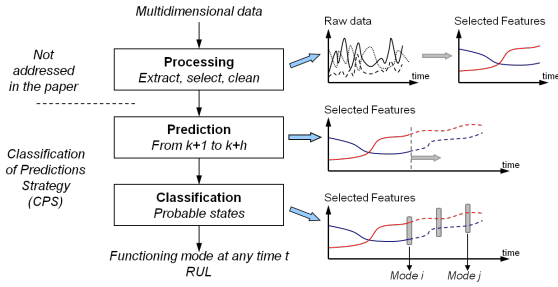 Multidimensional data
Not
addressed
in the paper
Processing
Extract, select, clean
Raw data
time
Selected Features
time
Classification
of Predictions
Strategy
(CPS)
Prediction
From k+1 to k+h
Selected Features
time
Classification
Probable states
Selected Features
time
Mode i
Mode j
Functioning mode at any time t
RUL